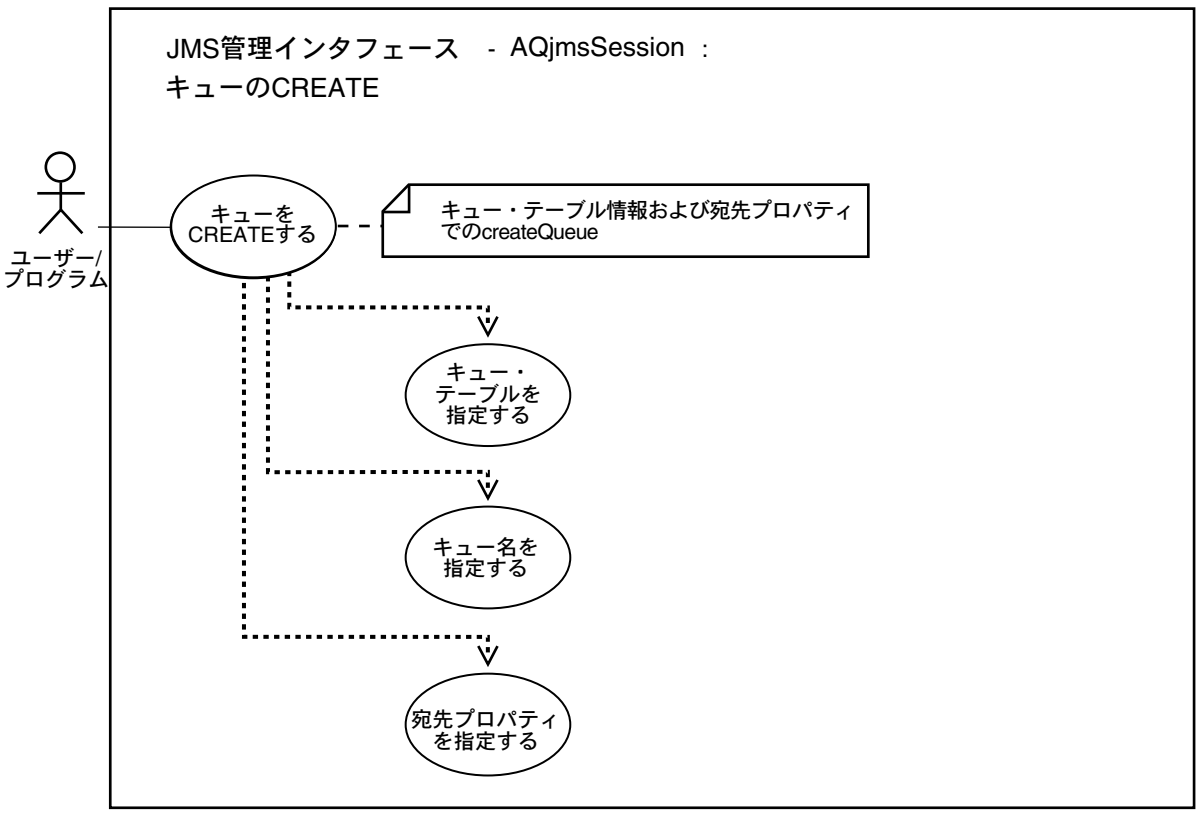 JMS管理インタフェース - AQjmsSession :
キューのCREATE
キューを
CREATEする
キュー・テーブル情報および宛先プロパティ
でのcreateQueue
ユーザー/
プログラム
キュー・
テーブルを
指定する
キュー名を
指定する
宛先プロパティ
を指定する